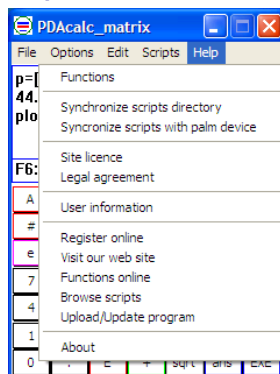 PDAcalc_matrix
File Options Edit Scripts Help
p=[
44.
plo
F6:
Functions
Synchronize scripts directory
Syncronize scripts with palm device
Site licence
Legal agreement
User information
Register online
Visit our web site
Functions online
Browse scripts
Upload/Update program
About
A
#
e
7
4
1
0 . E + sqrt ans EXE